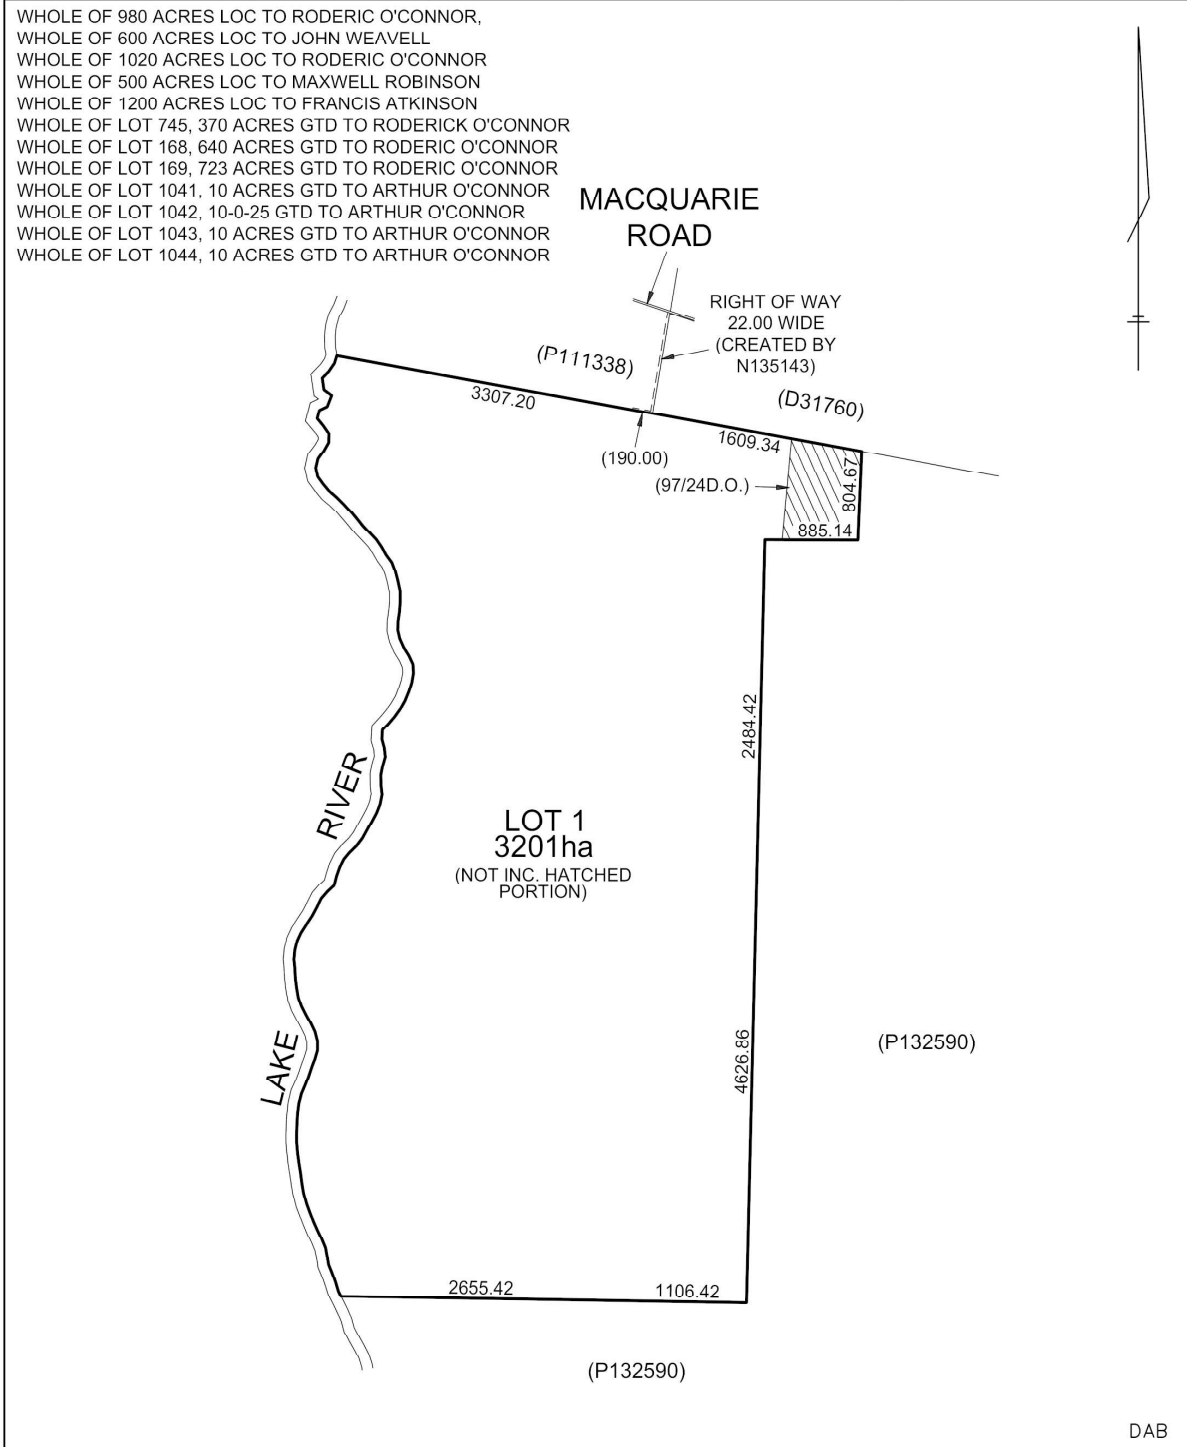 WHOLE OF 980 ACRES LOC TO RODERIC O'CONNOR,
WHOLE OF 600 ACRES LOC TO JOHN WEAVELL
WHOLE OF 1020 ACRES LOC TO RODERIC O'CONNOR
WHOLE OF 500 ACRES LOC TO MAXWELL ROBINSON
WHOLE OF 1200 ACRES LOC TO FRANCIS ATKINSON
WHOLE OF LOT 745, 370 ACRES GTD TO RODERICK O'CONNOR
WHOLE OF LOT 168, 640 ACRES GTD TO RODERIC O'CONNOR
WHOLE OF LOT 169, 723 ACRES GTD TO RODERIC O'CONNOR
WHOLE OF LOT 1041, 10 ACRES GTD TO ARTHUR O'CONNOR
WHOLE OF LOT 1042, 10-0-25 GTD TO ARTHUR O'CONNOR
WHOLE OF LOT 1043, 10 ACRES GTD TO ARTHUR O'CONNOR
WHOLE OF LOT 1044, 10 ACRES GTD TO ARTHUR O'CONNOR
MACQUARIE
ROAD
RIGHT OF WAY
22.00 WIDE
(CREATED BY
N135143)
(P111338)
3307.20
(D31760)
1609.34
(190.00)
(97/24D.O.)
804.67
885.14
2484.42
RIVER
LOT 1
3201ha
(NOT INC. HATCHED
PORTION)
LAKE
4626.86
(P132590)
2655.42
1106.42
(P132590)
DAB